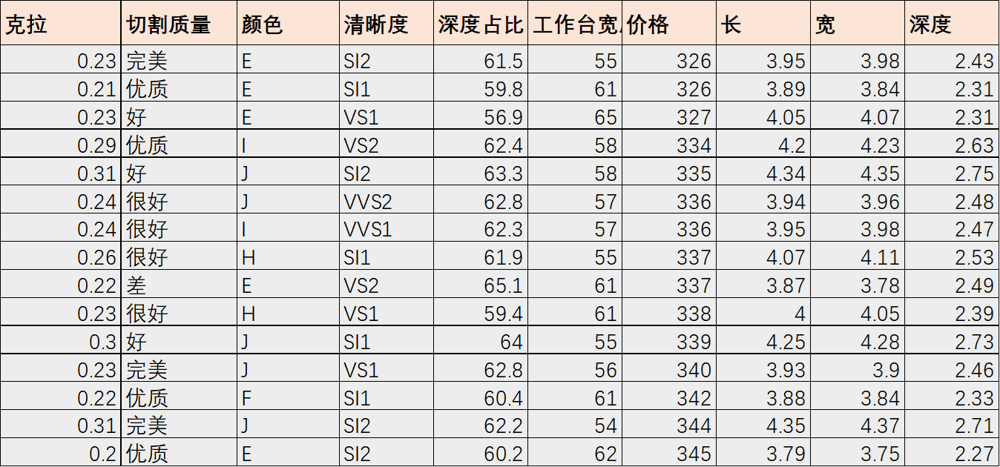 克拉 切割质量 颜色 清晰度 深度占比 工作台宽 价格 长 宽 深度
0.23 完美 E SI2 61.5 55 326 3.95 3.98 2.43
0.21 优质 E SI1 59.8 61 326 3.89 3.84 2.31
0.23 好 E VS1 56.9 65 327 4.05 4.07 2.31
0.29 优质 I VS2 62.4 58 334 4.2 4.23 2.63
0.31 好 J SI2 63.3 58 335 4.34 4.35 2.75
0.24 很好 J VVS2 62.8 57 336 3.94 3.96 2.48
0.24 很好 I VVS1 62.3 57 336 3.95 3.98 2.47
0.26 很好 H SI1 61.9 55 337 4.07 4.11 2.53
0.22 差 E VS2 65.1 61 337 3.87 3.78 2.49
0.23 很好 H VS1 59.4 61 338 4 4.05 2.39
0.3 好 J SI1 64 55 339 4.25 4.28 2.73
0.23 完美 J VS1 62.8 56 340 3.93 3.9 2.46
0.22 优质 F SI1 60.4 61 342 3.88 3.84 2.33
0.31 完美 J SI2 62.2 54 344 4.35 4.37 2.71
0.2 优质 E SI2 60.2 62 345 3.79 3.75 2.27